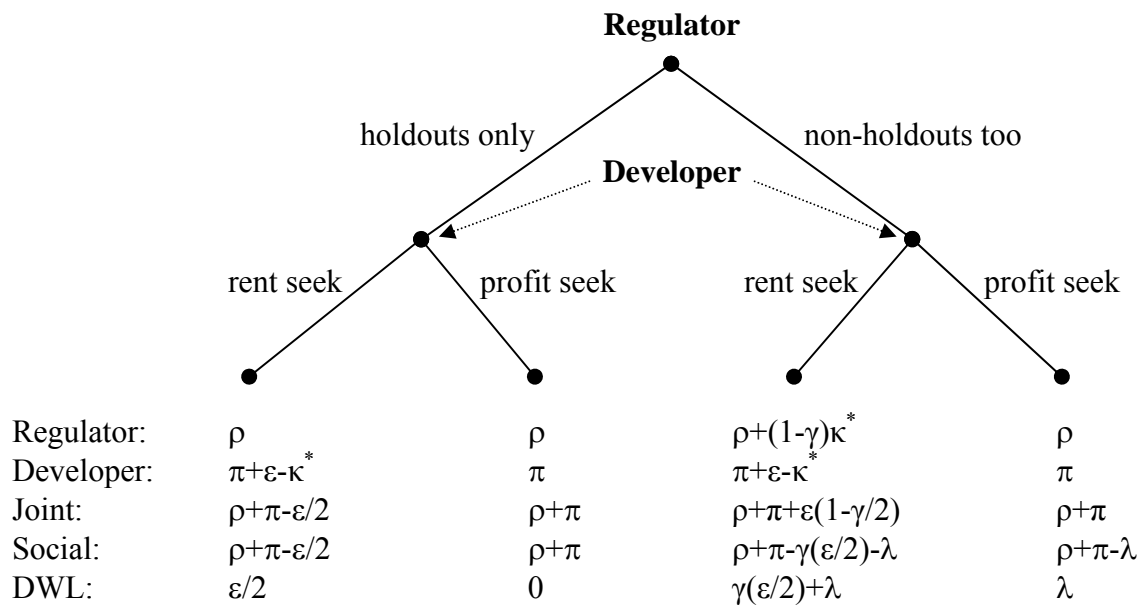 Regulator
holdouts only non-holdouts too
Developer
rent seek profit seek rent seek profit seek
Regulator: ρ ρ ρ+(1-γ)κ* ρ
Developer: π+ε-κ* π π+ε-κ* π
Joint: ρ+π-ε/2 ρ+π ρ+π+ε(1-γ/2) ρ+π
Social: ρ+π-ε/2 ρ+π ρ+π-γ(ε/2)-λ ρ+π-λ
DWL: ε/2 0 γ(ε/2)+λ λ